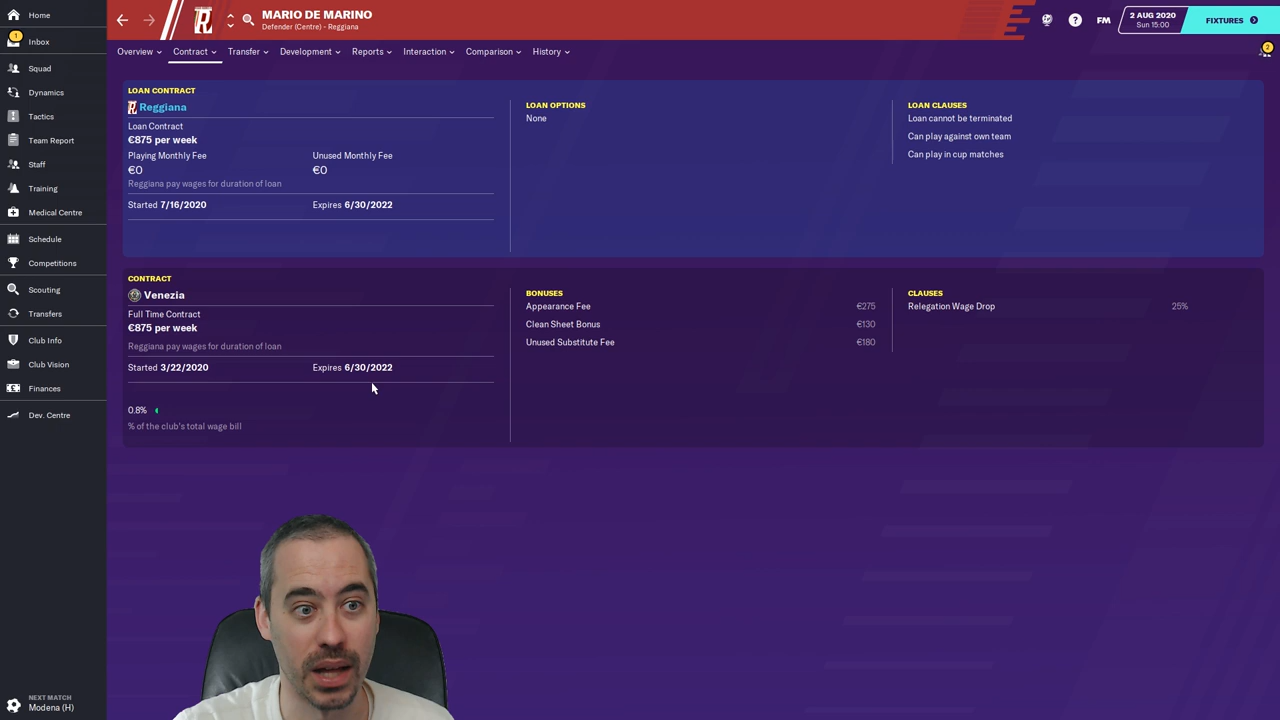 Home
1
Inbox
Squad
Dynamics
Tactics
Team Report
Staff
Training
Medical Centre
Schedule
Competitions
Scouting
Transfers
Club Info
Club Vision
Finances
Dev. Centre
NEXT MATCH
Modena (H)
MARIO DE MARINO
Defender (Centre) - Reggiana
?
FM
2 AUG 2020
Sun 15:00
FIXTURES
Overview
Contract
Transfer
Development
Reports
Interaction
Comparison
History
2
LOAN CONTRACT
Reggiana
Loan Contract
€875 per week
Playing Monthly Fee
Unused Monthly Fee
€0
€0
Reggiana pay wages for duration of loan
Started 7/16/2020
Expires 6/30/2022
LOAN OPTIONS
None
LOAN CLAUSES
Loan cannot be terminated
Can play against own team
Can play in cup matches
CONTRACT
Venezia
Full Time Contract
€875 per week
Reggiana pay wages for duration of loan
Started 3/22/2020
Expires 6/30/2022
0.8%
% of the club's total wage bill
BONUSES
Appearance Fee €275
Clean Sheet Bonus €130
Unused Substitute Fee €180
CLAUSES
Relegation Wage Drop 25%